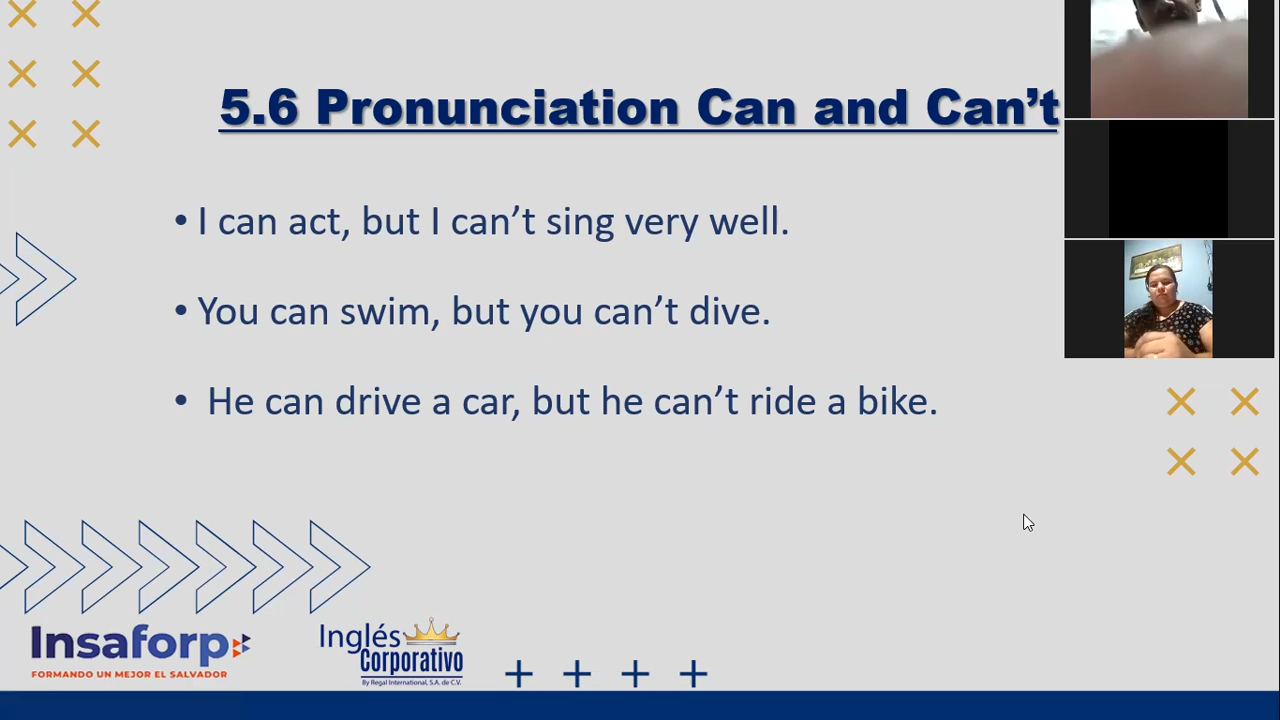 5.6 Pronunciation Can and Can’t
• I can act, but I can’t sing very well.
• You can swim, but you can’t dive.
• He can drive a car, but he can’t ride a bike.
Insaforp
FORMANDO UN MEJOR EL SALVADOR
Inglés
Corporativo
By Regal International, S.A. de C.V.